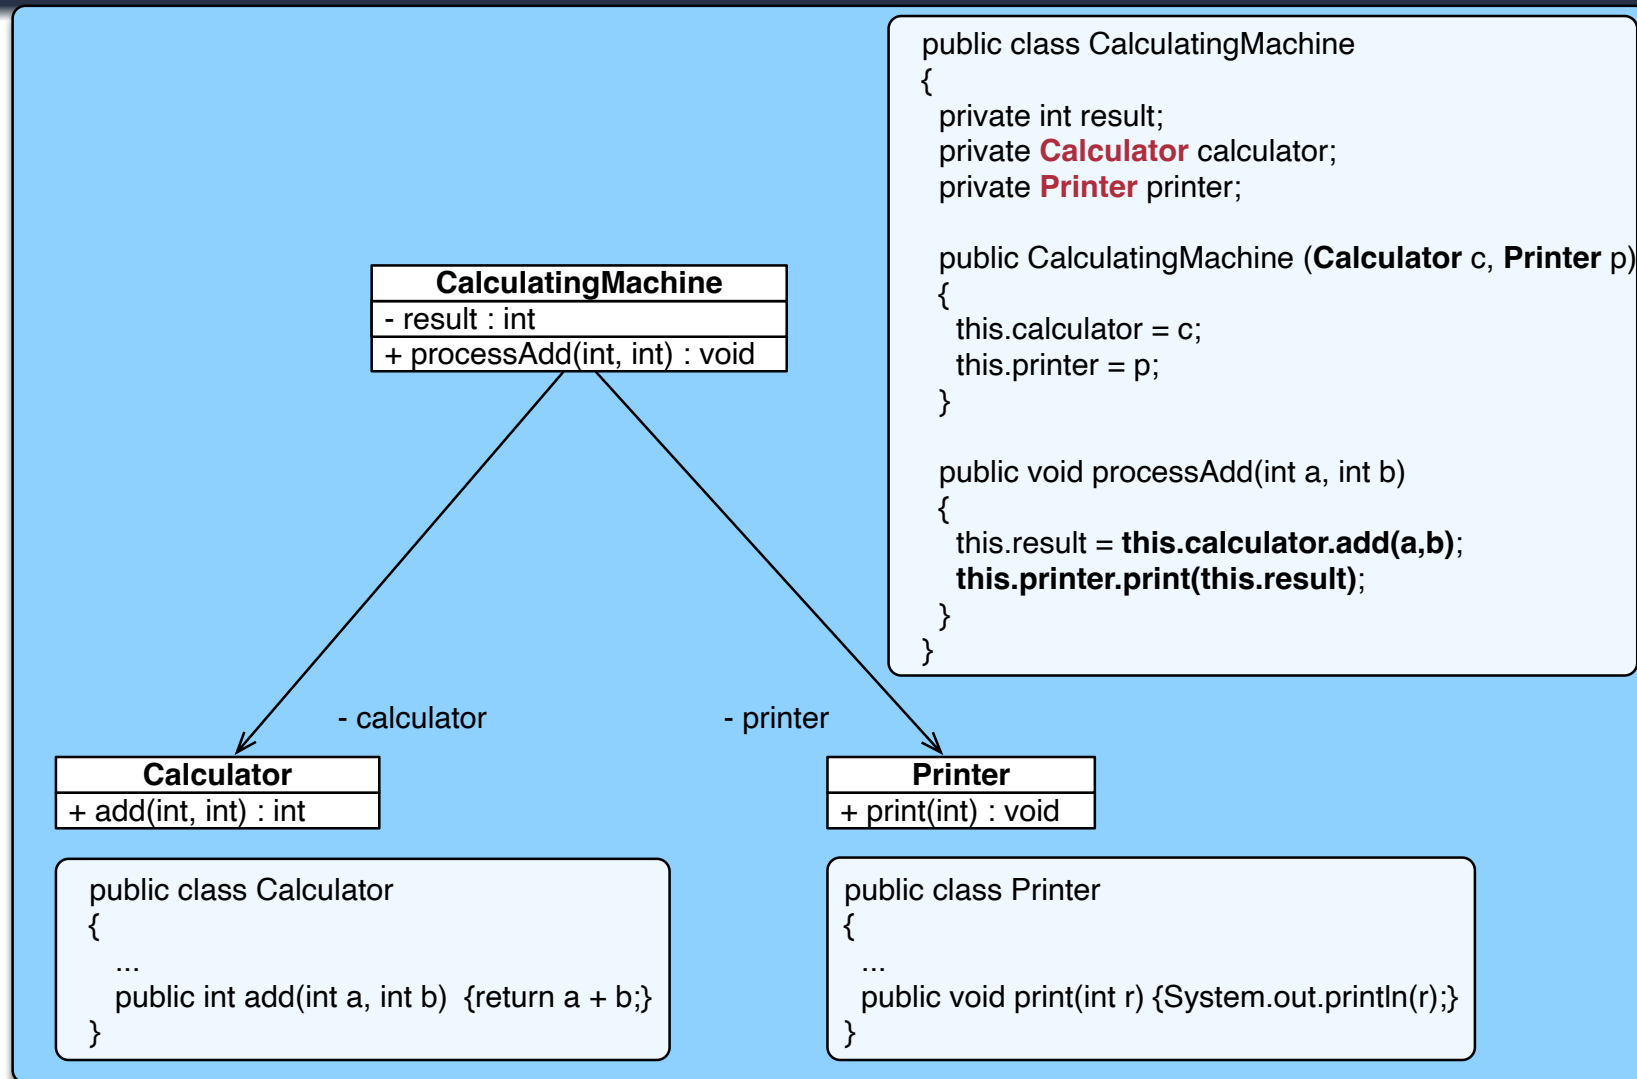 public class CalculatingMachine
{
private int result;
private Calculator calculator;
private Printer printer;
public CalculatingMachine (Calculator c, Printer p)
{
this.calculator = c;
this.printer = p;
}
public void processAdd(int a, int b)
{
this.result = this.calculator.add(a,b);
this.printer.print(this.result);
}
}
CalculatingMachine
- result : int
+ processAdd(int, int) : void
- calculator
- printer
Calculator
+ add(int, int) : int
Printer
+ print(int) : void
public class Calculator
{
...
public int add(int a, int b) {return a + b;}
}
public class Printer
{
...
public void print(int r) {System.out.println(r);}
}